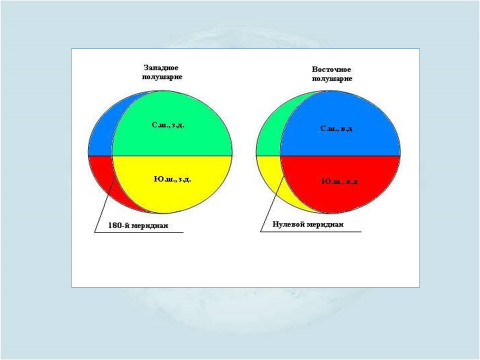 Западное
полушарие
Восточное
полушарие
С.ш., з.д.
С.ш., в.д
Ю.ш., з.д.
Ю.ш., в.д
180-й меридиан
Нулевой меридиан